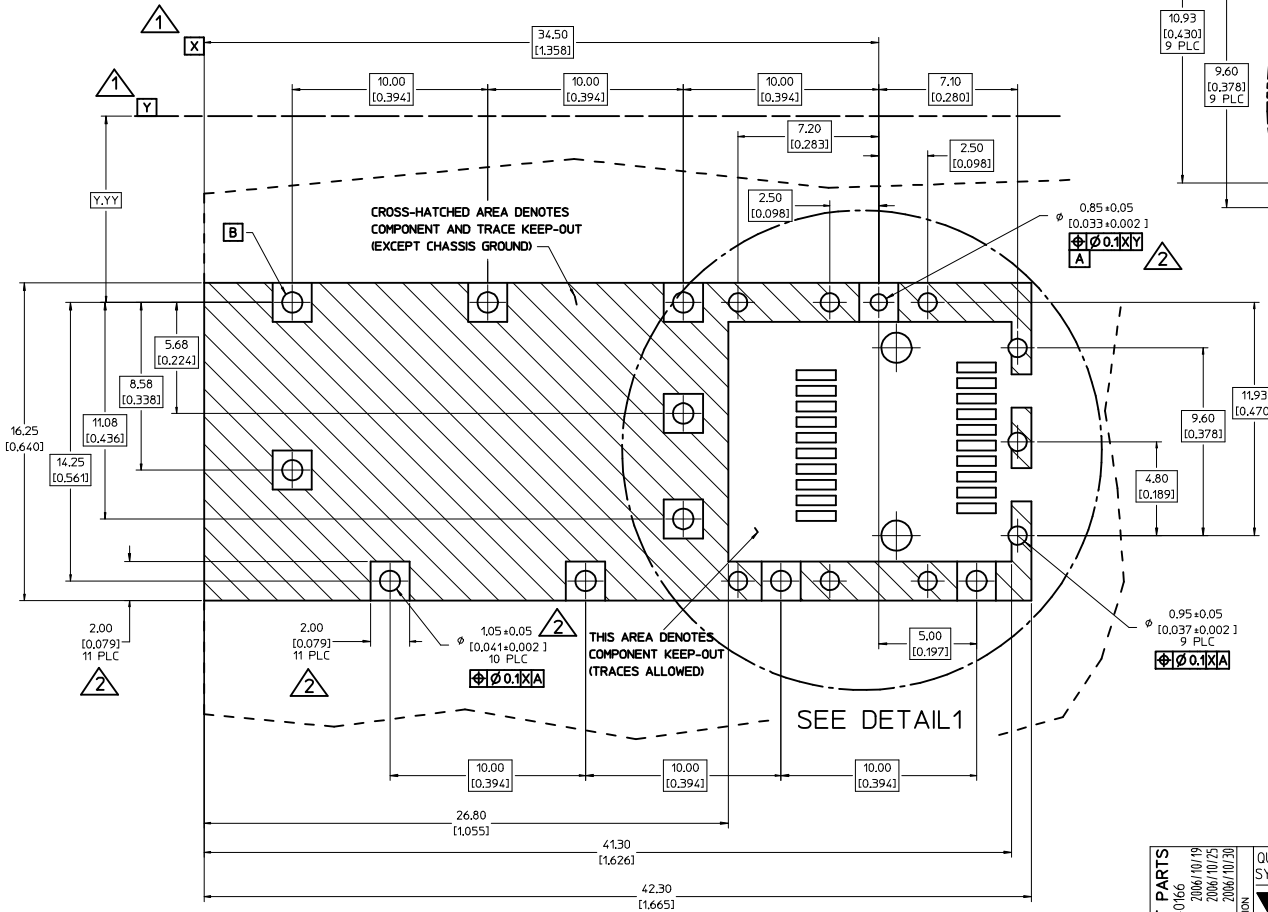 1
X
34.50
[1.358]
10.93
[0.430]
9 PLC
9.60
[0.378]
9 PLC
1
Y
10.00
[0.394]
10.00
[0.394]
10.00
[0.394]
7.10
[0.280]
7.20
[0.283]
2.50
[0.098]
2.50
[0.098]
Y.YY
CROSS-HATCHED AREA DENOTES
COMPONENT AND TRACE KEEP-OUT
(EXCEPT CHASSIS GROUND)
B
⌀ 0.85±0.05
[0.033±0.002 ]
⌖ ⌀ 0.1 X Y
A
2
5.68
[0.224]
8.58
[0.338]
11.08
[0.436]
14.25
[0.561]
16.25
[0.640]
11.93
[0.470
9.60
[0.378]
4.80
[0.189]
2.00
[0.079]
11 PLC
2
2.00
[0.079]
11 PLC
2
⌀ 1.05±0.05
[0.041±0.002 ]
10 PLC
⌖ ⌀ 0.1 X A
2
THIS AREA DENOTES
COMPONENT KEEP-OUT
(TRACES ALLOWED)
5.00
[0.197]
⌀ 0.95±0.05
[0.037±0.002 ]
9 PLC
⌖ ⌀ 0.1 X A
SEE DETAIL1
10.00
[0.394]
10.00
[0.394]
10.00
[0.394]
26.80
[1.055]
41.30
[1.626]
42.30
[1.665]
PARTS
0166
2006/10/19
2006/10/25
2006/10/30
ION
QU
SY